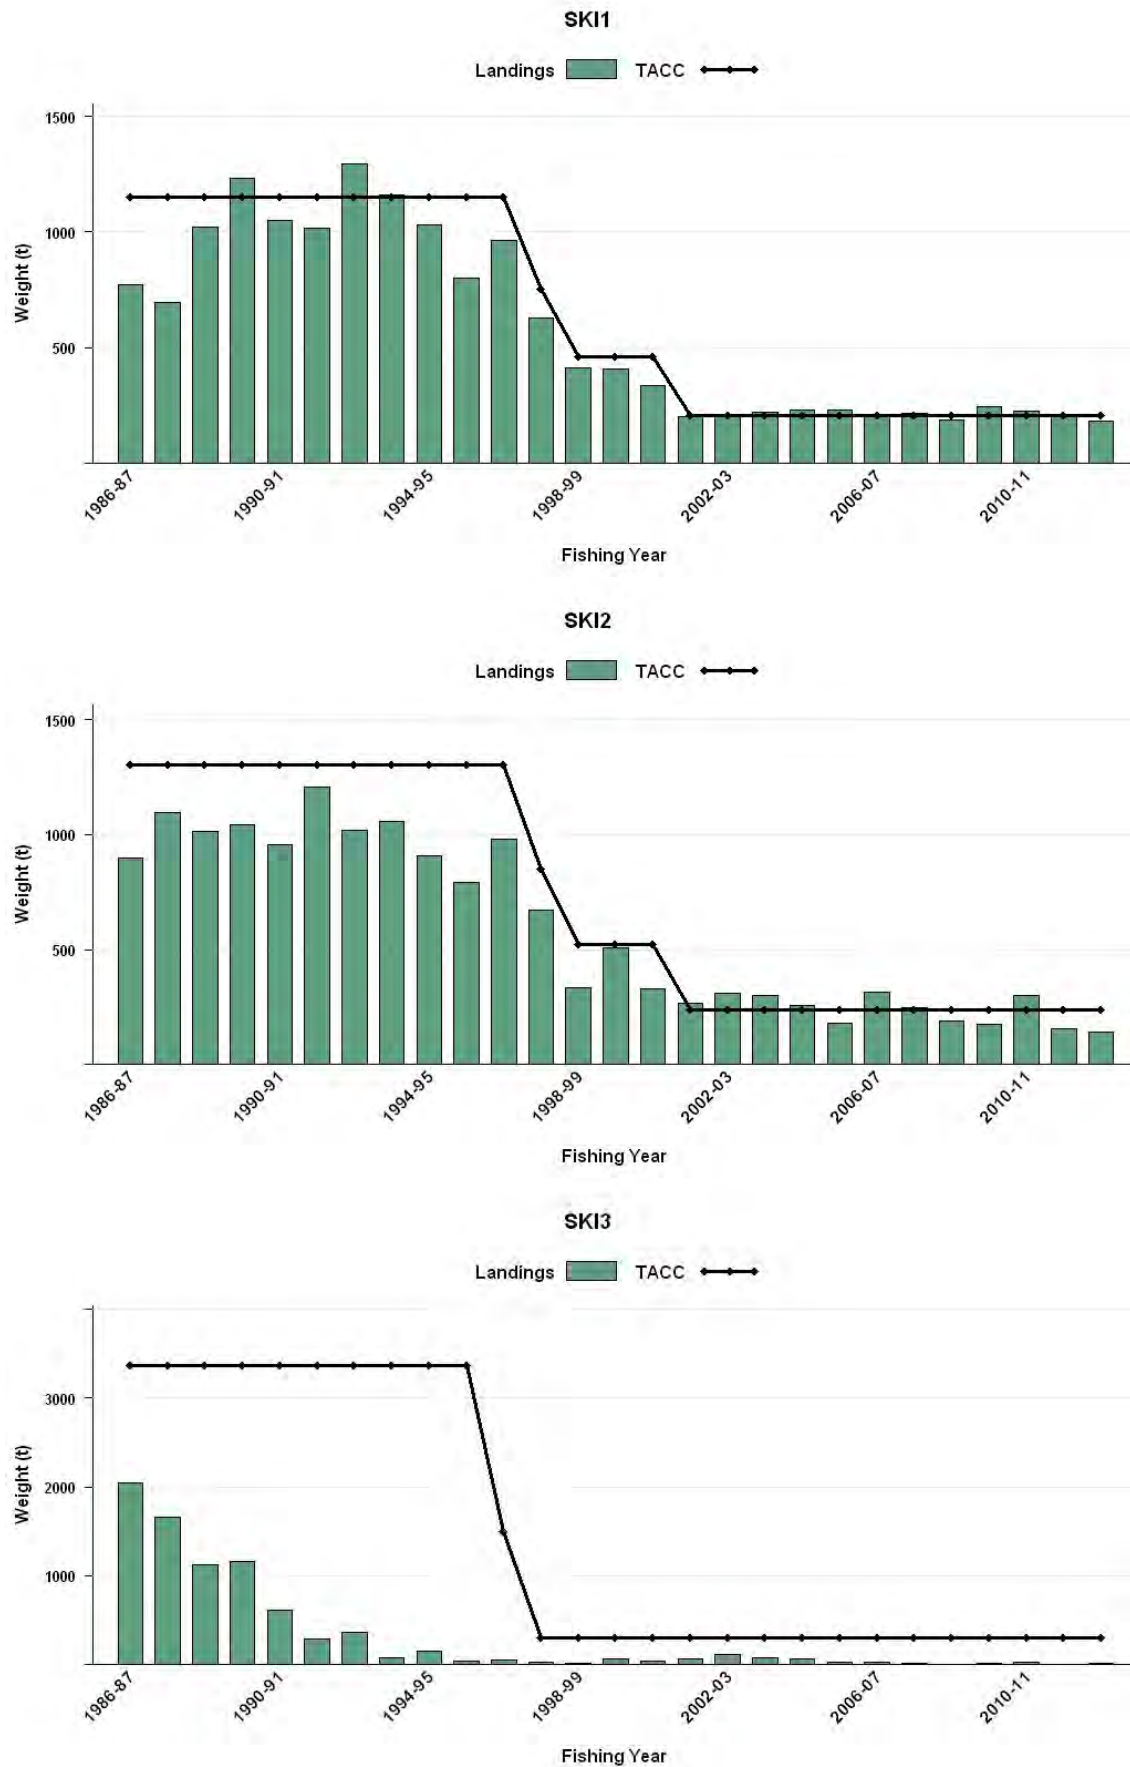 SKI1
Landings TACC
1500
1000
500
Weight (t)
1986-87 1990-91 1994-95 1998-99 2002-03 2006-07 2010-11
Fishing Year
SKI2
Landings TACC
1500
1000
500
Weight (t)
1986-87 1990-91 1994-95 1998-99 2002-03 2006-07 2010-11
Fishing Year
SKI3
Landings TACC
3000
2000
1000
Weight (t)
1986-87 1990-91 1994-95 1998-99 2002-03 2006-07 2010-11
Fishing Year